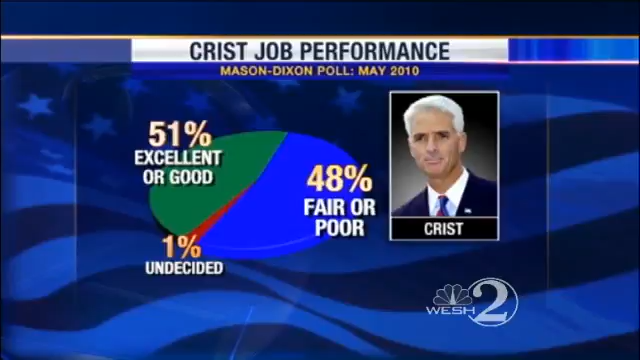 CRIST JOB PERFORMANCE
MASON-DIXON POLL: MAY 2010
51%
EXCELLENT
OR GOOD
48%
FAIR OR
POOR
1%
UNDECIDED
CRIST
WESH 2